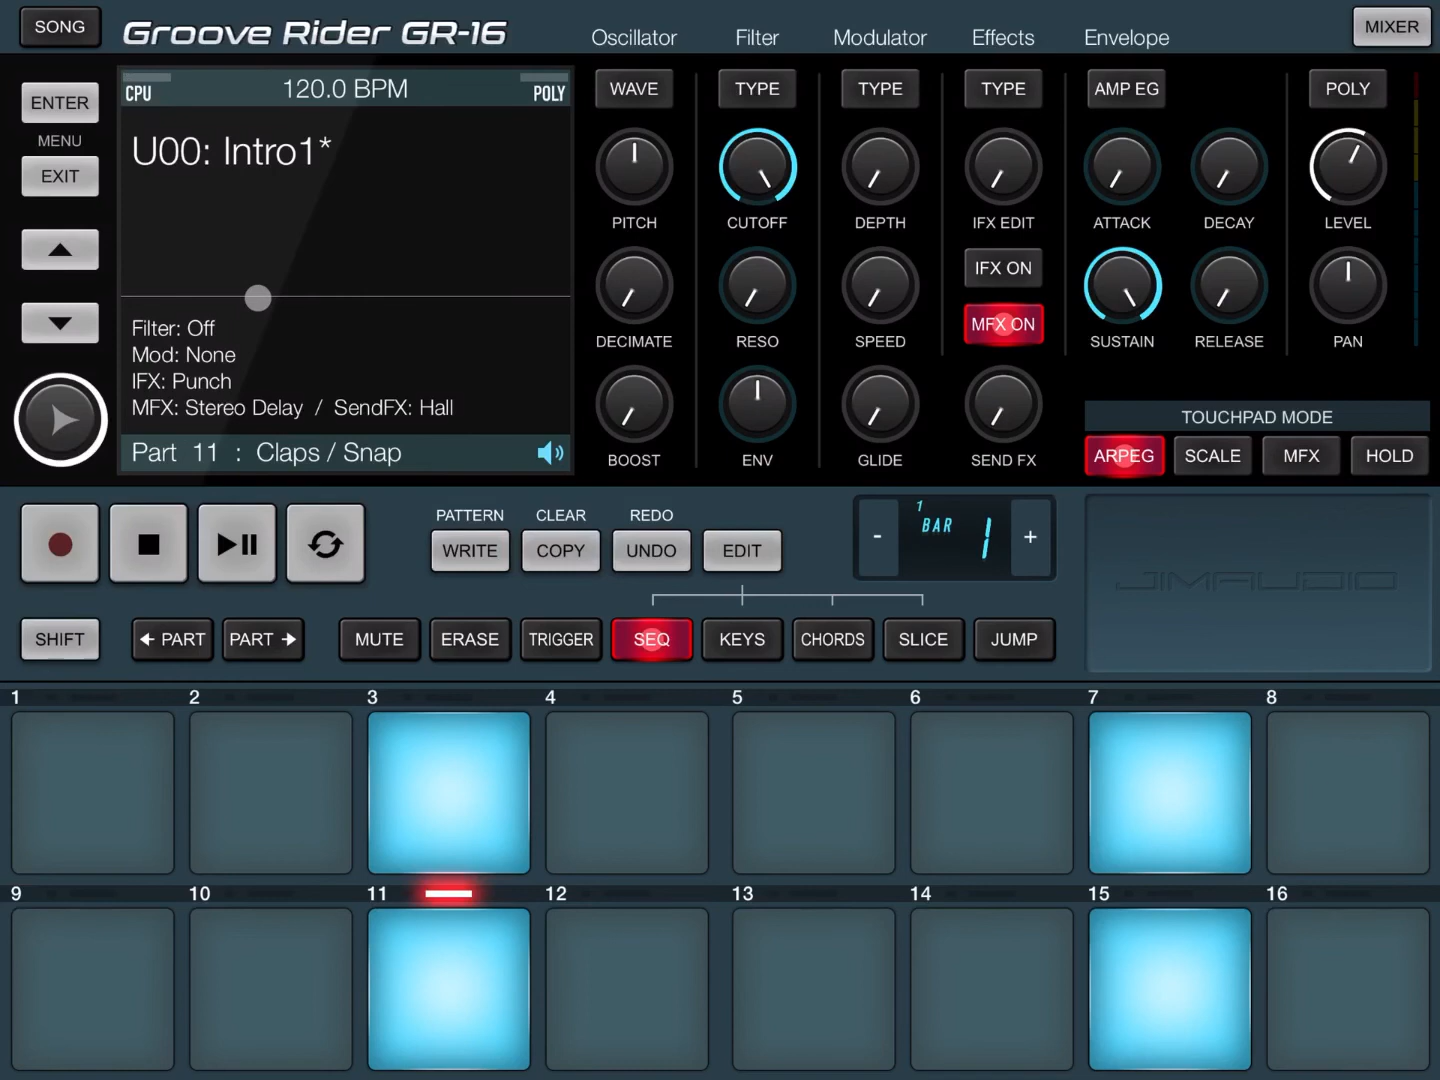 SONG
Groove Rider GR-16
Oscillator Filter Modulator Effects Envelope
MIXER
ENTER
MENU
EXIT
CPU 120.0 BPM POLY
U00: Intro1*
Filter: Off
Mod: None
IFX: Punch
MFX: Stereo Delay / SendFX: Hall
Part 11 : Claps / Snap
WAVE TYPE TYPE TYPE AMP EG POLY
PITCH CUTOFF DEPTH IFX EDIT ATTACK DECAY LEVEL
IFX ON
MFX ON
DECIMATE RESO SPEED SUSTAIN RELEASE PAN
BOOST ENV GLIDE SEND FX
TOUCHPAD MODE
ARPEG SCALE MFX HOLD
PATTERN CLEAR REDO
WRITE COPY UNDO EDIT
1
- BAR 1 +
JIMAUDIO
SHIFT ← PART PART → MUTE ERASE TRIGGER SEQ KEYS CHORDS SLICE JUMP
1 2 3 4 5 6 7 8
9 10 11 12 13 14 15 16